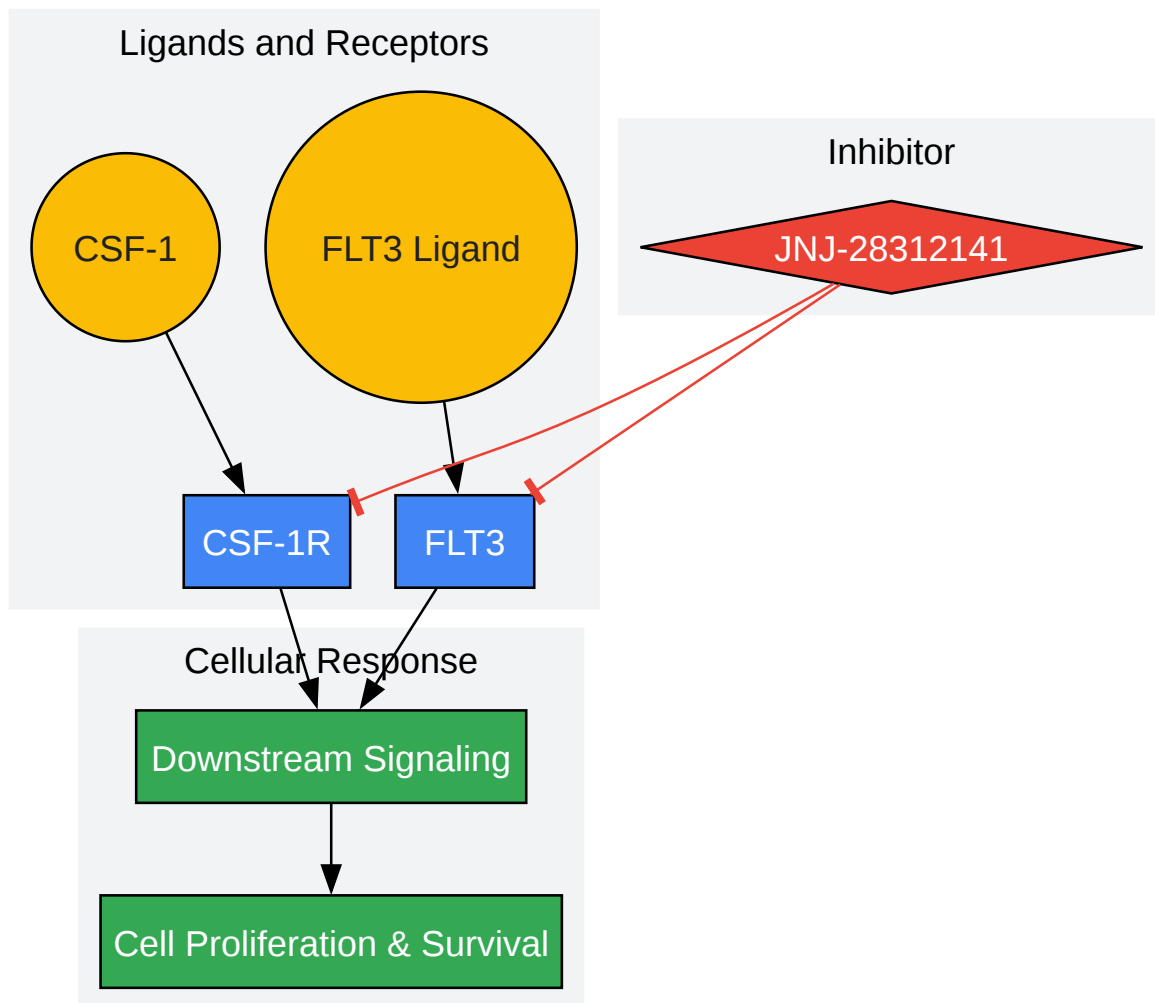 Ligands and Receptors
Inhibitor
CSF-1
FLT3 Ligand
JNJ-28312141
CSF-1R
FLT3
Cellular Response
Downstream Signaling
Cell Proliferation & Survival